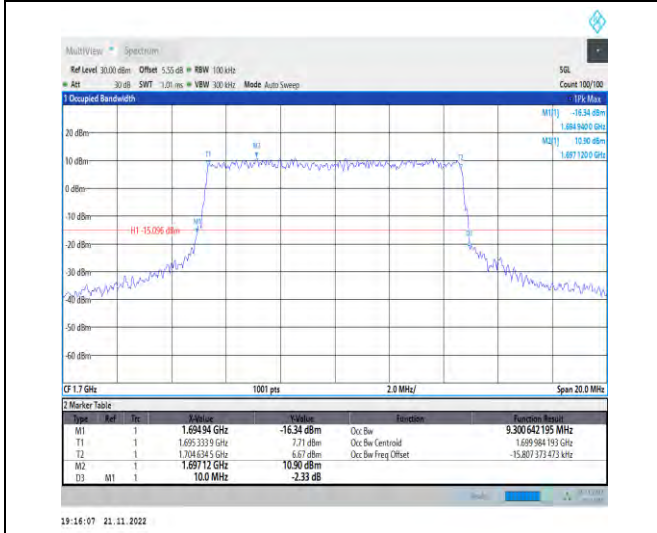 MultiView Spectrum
Ref Level 30.00 dBm Offset 5.55 dB RBW 100 kHz SGL
Att 30 dB SWT 1.01 ms VBW 300 kHz Mode Auto Sweep Count 100/100
1 Occupied Bandwidth 1Pk Max
M1[1] -16.34 dBm
1.694 940 0 GHz
M2[1] 10.90 dBm
1.697 120 0 GHz
20 dBm
10 dBm
T1 M2 T2
0 dBm
-10 dBm
M1
H1 -15.096 dBm
D3
-20 dBm
-30 dBm
-40 dBm
-50 dBm
-60 dBm
CF 1.7 GHz 1001 pts 2.0 MHz/ Span 20.0 MHz
2 Marker Table
Type Ref Trc X-Value Y-Value Function Function Result
M1 1 1.694 94 GHz -16.34 dBm Occ Bw 9.300 642 195 MHz
T1 1 1.695 333 9 GHz 7.71 dBm Occ Bw Centroid 1.699 984 193 GHz
T2 1 1.704 634 5 GHz 6.67 dBm Occ Bw Freq Offset -15.807 373 473 kHz
M2 1 1.697 12 GHz 10.90 dBm
D3 M1 1 10.0 MHz -2.33 dB
19:16:07 21.11.2022